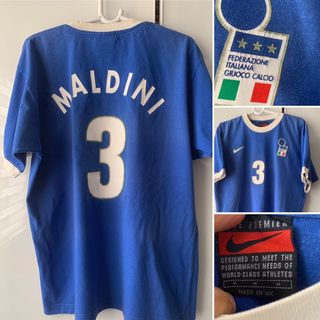 MALDINI
3
FEDERAZIONE
ITALIANA
GIUOCO CALCIO
3
PREMIER
DESIGNED TO MEET THE
PERFORMANCE NEEDS OF
WORLD CLASS ATHLETES
M M M
MADE IN UK